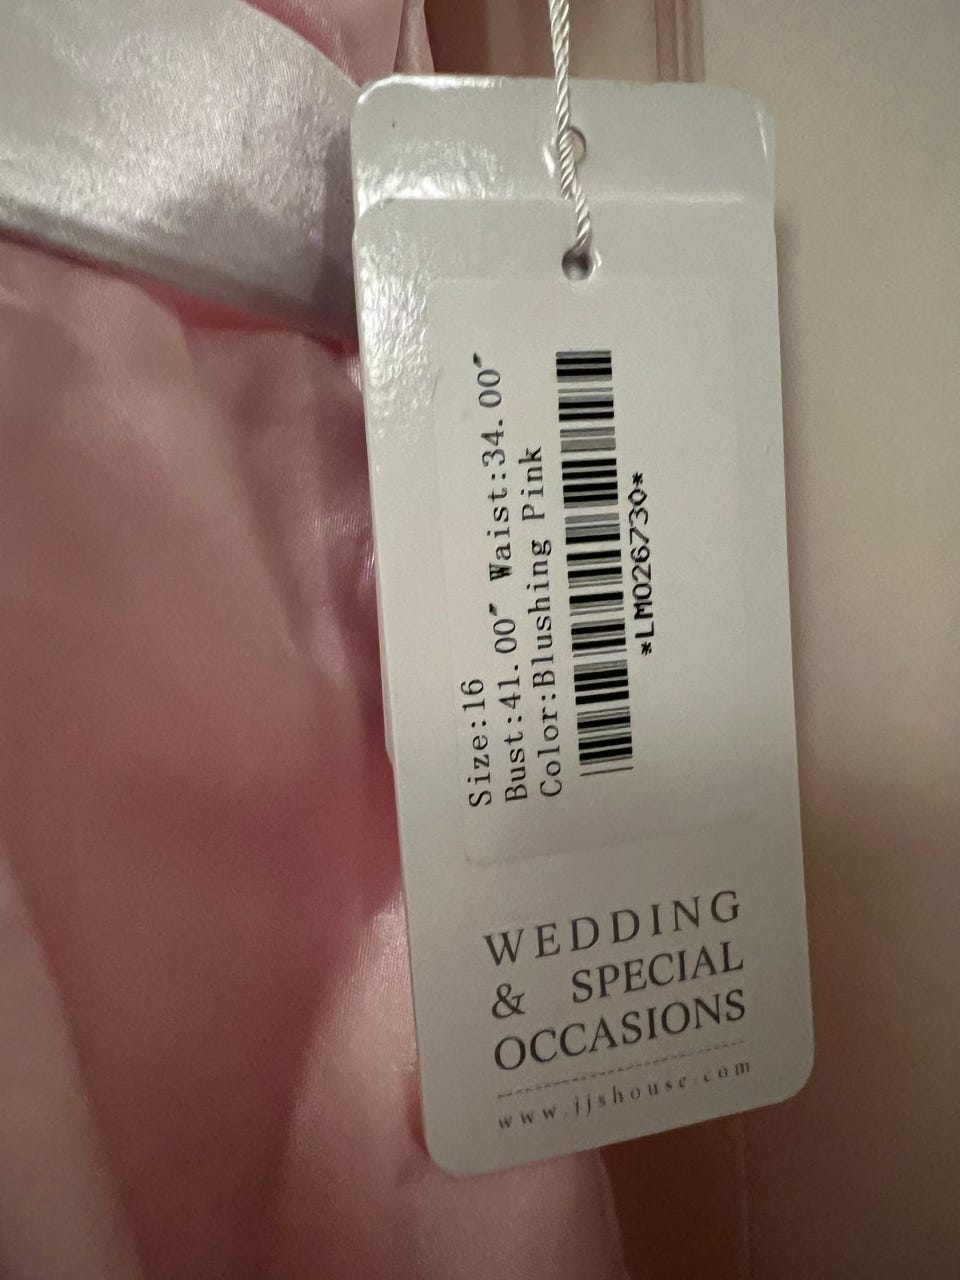 Size:16
Bust:41.00″ Waist:34.00″
Color:Blushing Pink
*LM026730*
WEDDING
& SPECIAL
OCCASIONS
www.jjshouse.com